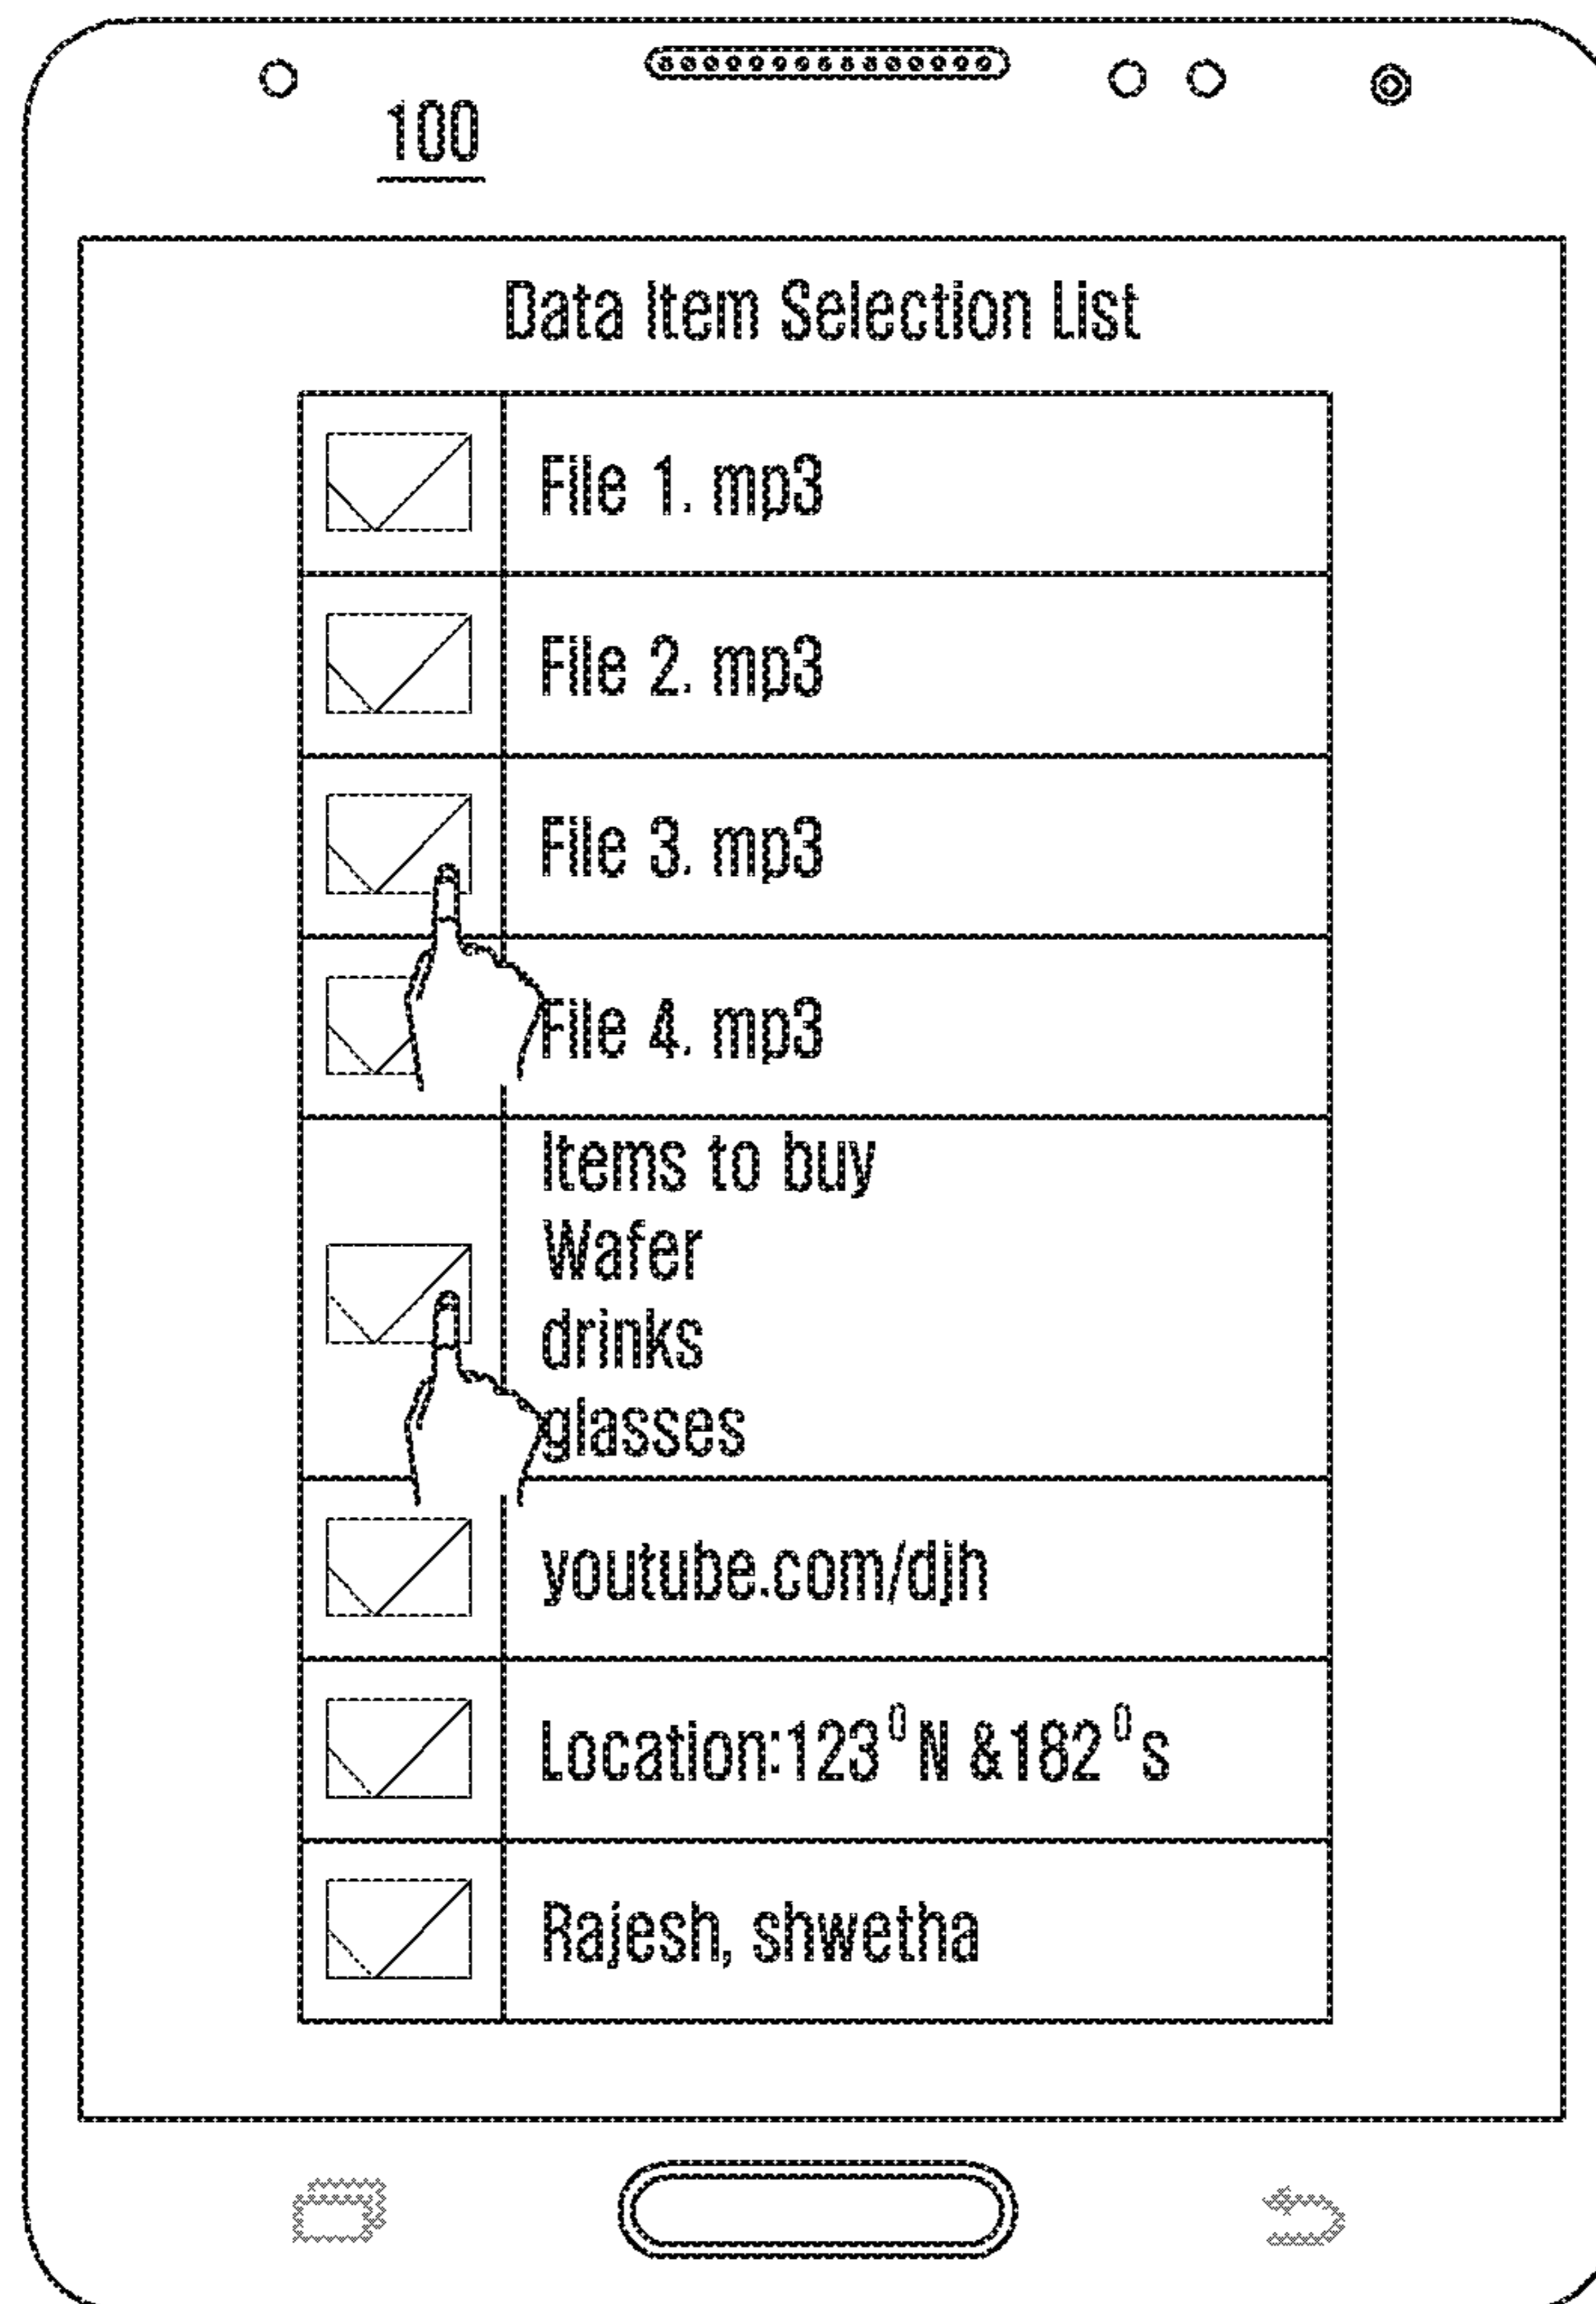 100
Data Item Selection List
File 1. mp3
File 2. mp3
File 3. mp3
File 4. mp3
Items to buy
Wafer
drinks
glasses
youtube.com/djh
Location:123⁰N &182⁰s
Rajesh, shwetha